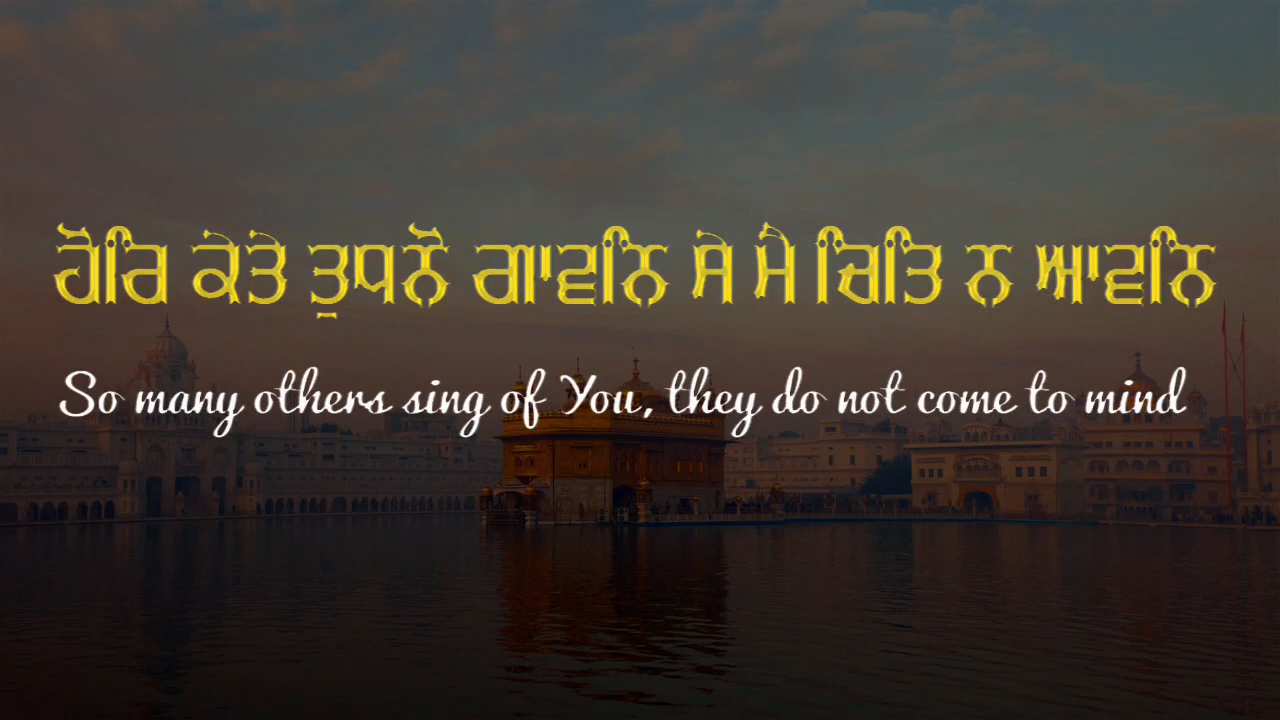 ਹੋਰਿ ਕੇਤੇ ਤੁਧਨੋ ਗਾਵਨਿ ਸੇ ਮੈ ਚਿਤਿ ਨ ਆਵਨਿ
So many others sing of You, they do not come to mind